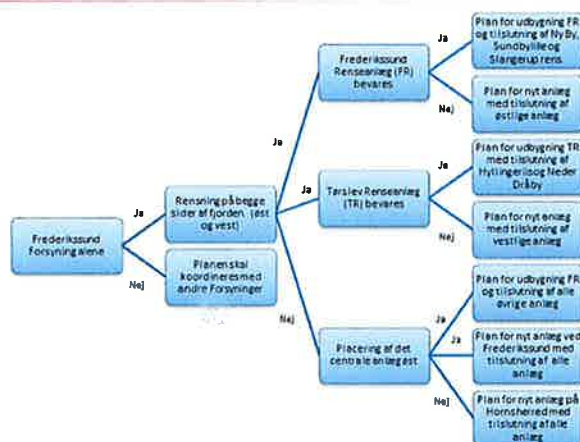 Frederikssund
Forsyning alene
Ja
Nej
Rensning på begge
sider af fjorden (øst
og vest)
Planen skal
koordineres med
andre Forsyninger
Ja
Ja
Nej
Frederikssund
Renseanlæg (FR)
bevares
Tørslev Renseanlæg
(TR) bevares
Placering af det
centrale anlæg øst
Ja
Nej
Ja
Nej
Ja
Ja
Nej
Plan for udbygning FR
og tilslutning af Ny By,
Sundbylille og
Slangerup rens
Plan for nyt anlæg
med tilslutning af
østlige anlæg
Plan for udbygning TR
med tilslutning af
Hyllingeriis og Neder
Dråby
Plan for nyt anlæg
med tilslutning af
vestlige anlæg
Plan for udbygning FR
og tilslutning af alle
øvrige anlæg
Plan for nyt anlæg ved
Frederikssund med
tilslutning af alle
anlæg
Plan for nyt anlæg på
Hornsherred med
tilslutning af alle
anlæg